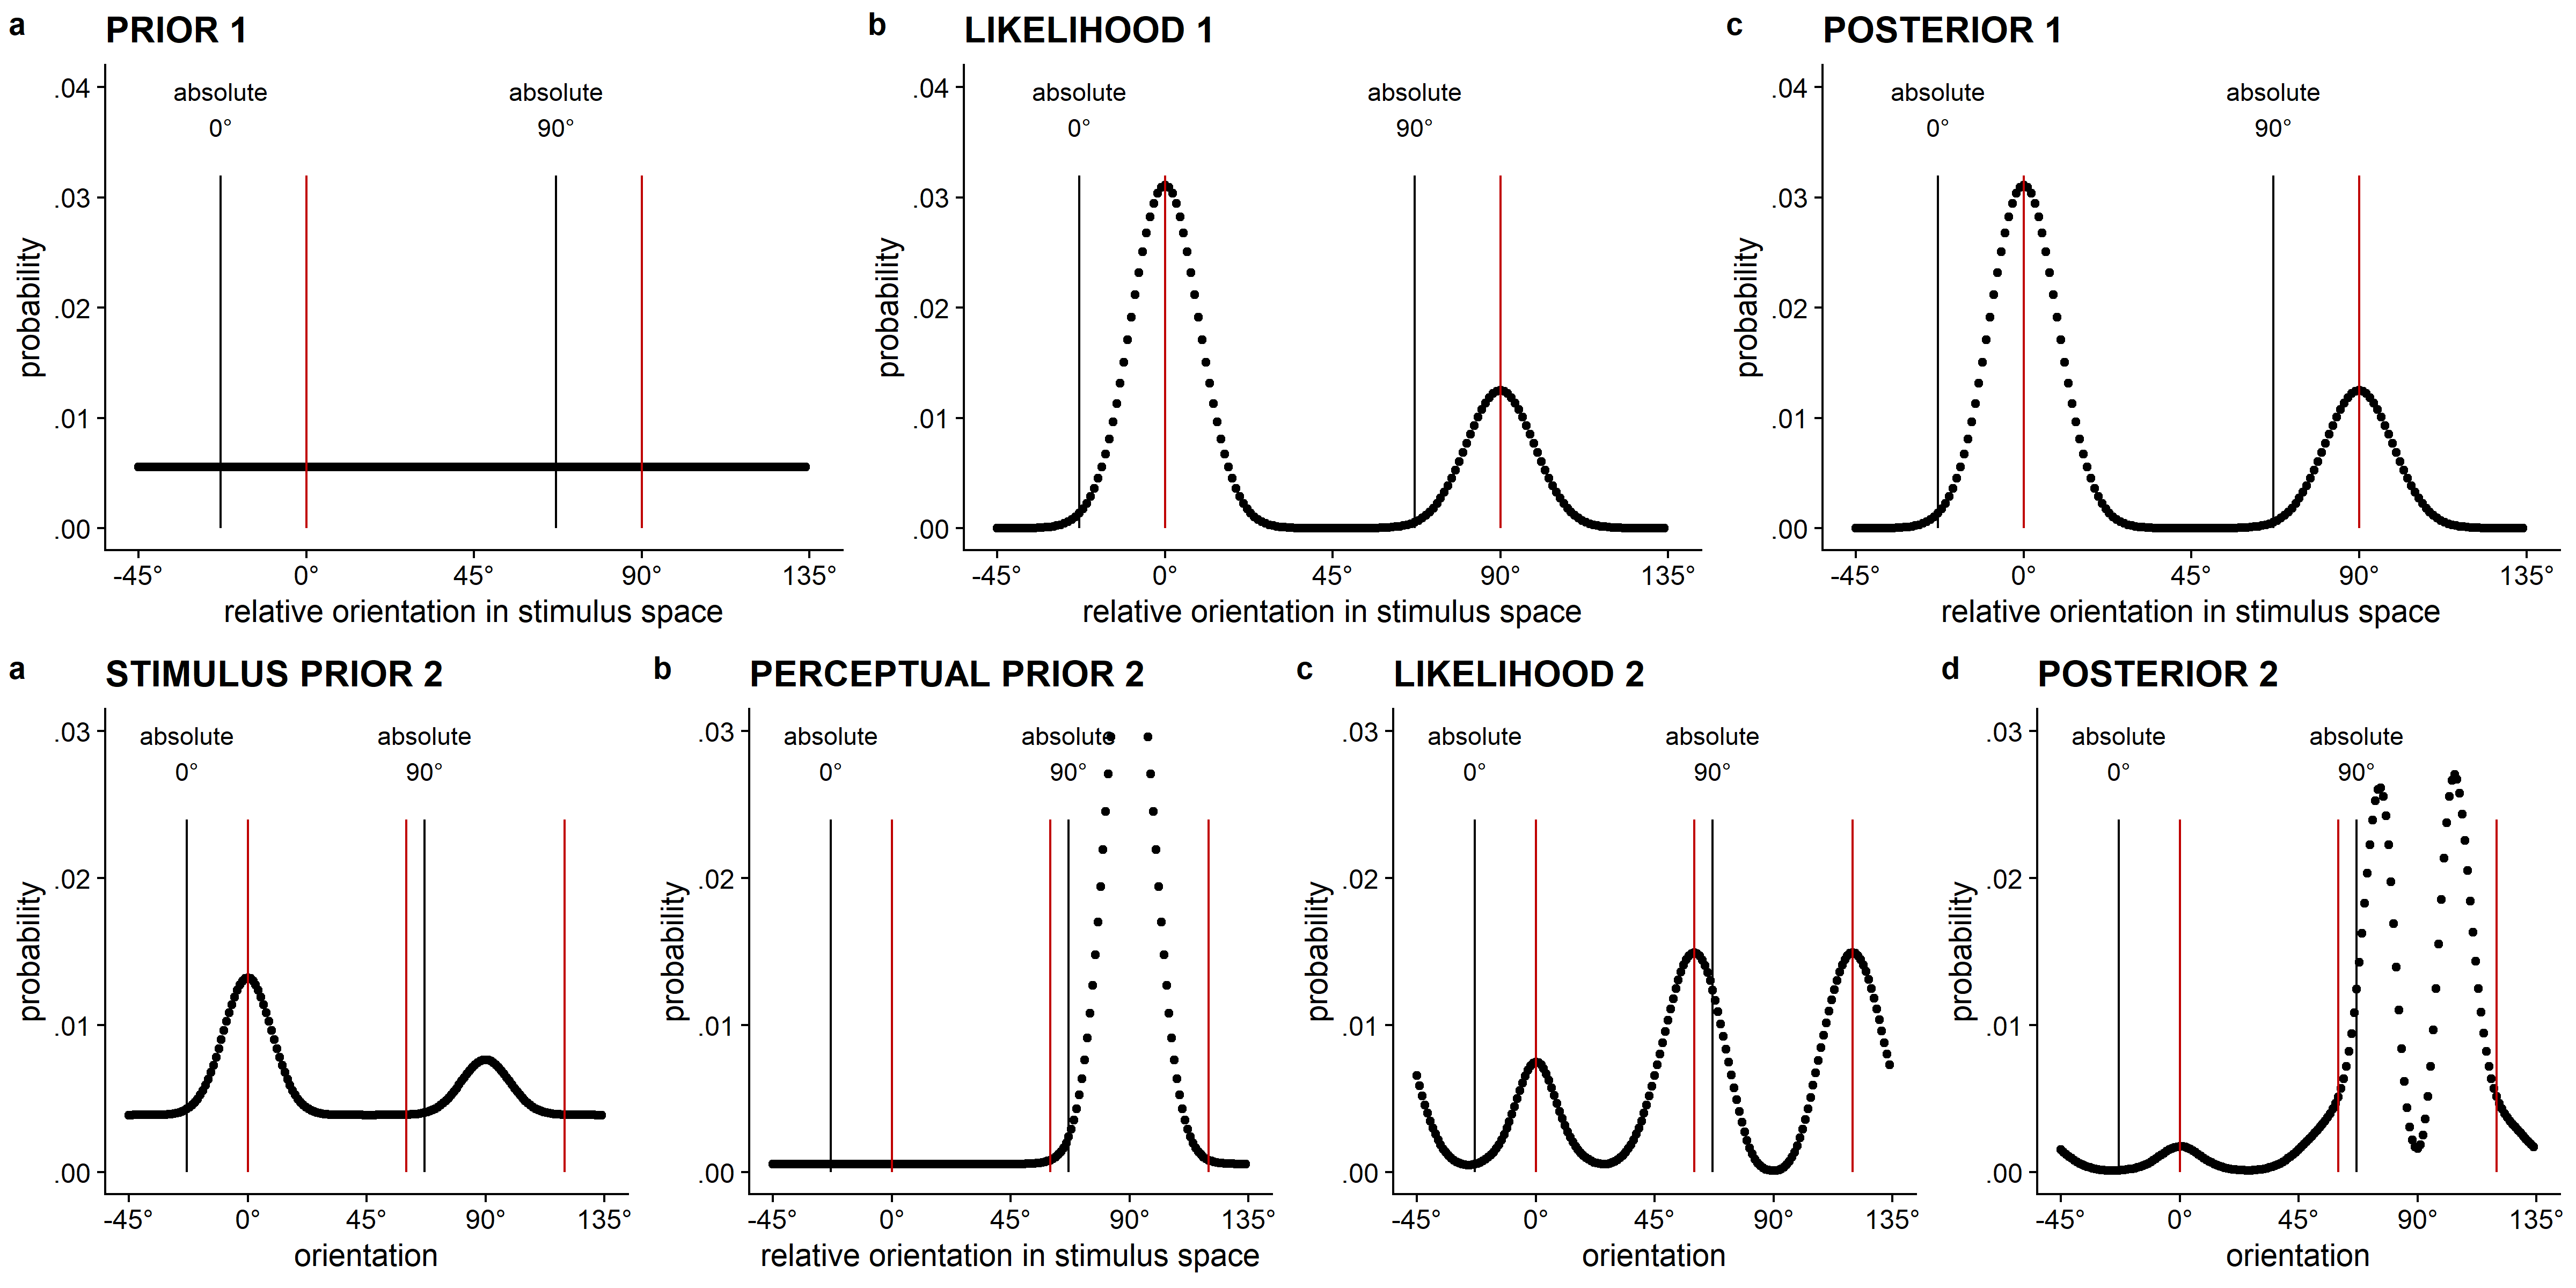 a PRIOR 1
absolute 0°
absolute 90°
.04
.03
.02
.01
.00
probability
-45° 0° 45° 90° 135°
relative orientation in stimulus space
b LIKELIHOOD 1
absolute 0°
absolute 90°
.04
.03
.02
.01
.00
probability
-45° 0° 45° 90° 135°
relative orientation in stimulus space
c POSTERIOR 1
absolute 0°
absolute 90°
.04
.03
.02
.01
.00
probability
-45° 0° 45° 90° 135°
relative orientation in stimulus space
a STIMULUS PRIOR 2
absolute 0°
absolute 90°
.03
.02
.01
.00
probability
-45° 0° 45° 90° 135°
orientation
b PERCEPTUAL PRIOR 2
absolute 0°
absolute 90°
.03
.02
.01
.00
probability
-45° 0° 45° 90° 135°
relative orientation in stimulus space
c LIKELIHOOD 2
absolute 0°
absolute 90°
.03
.02
.01
.00
probability
-45° 0° 45° 90° 135°
orientation
d POSTERIOR 2
absolute 0°
absolute 90°
.03
.02
.01
.00
probability
-45° 0° 45° 90° 135°
orientation